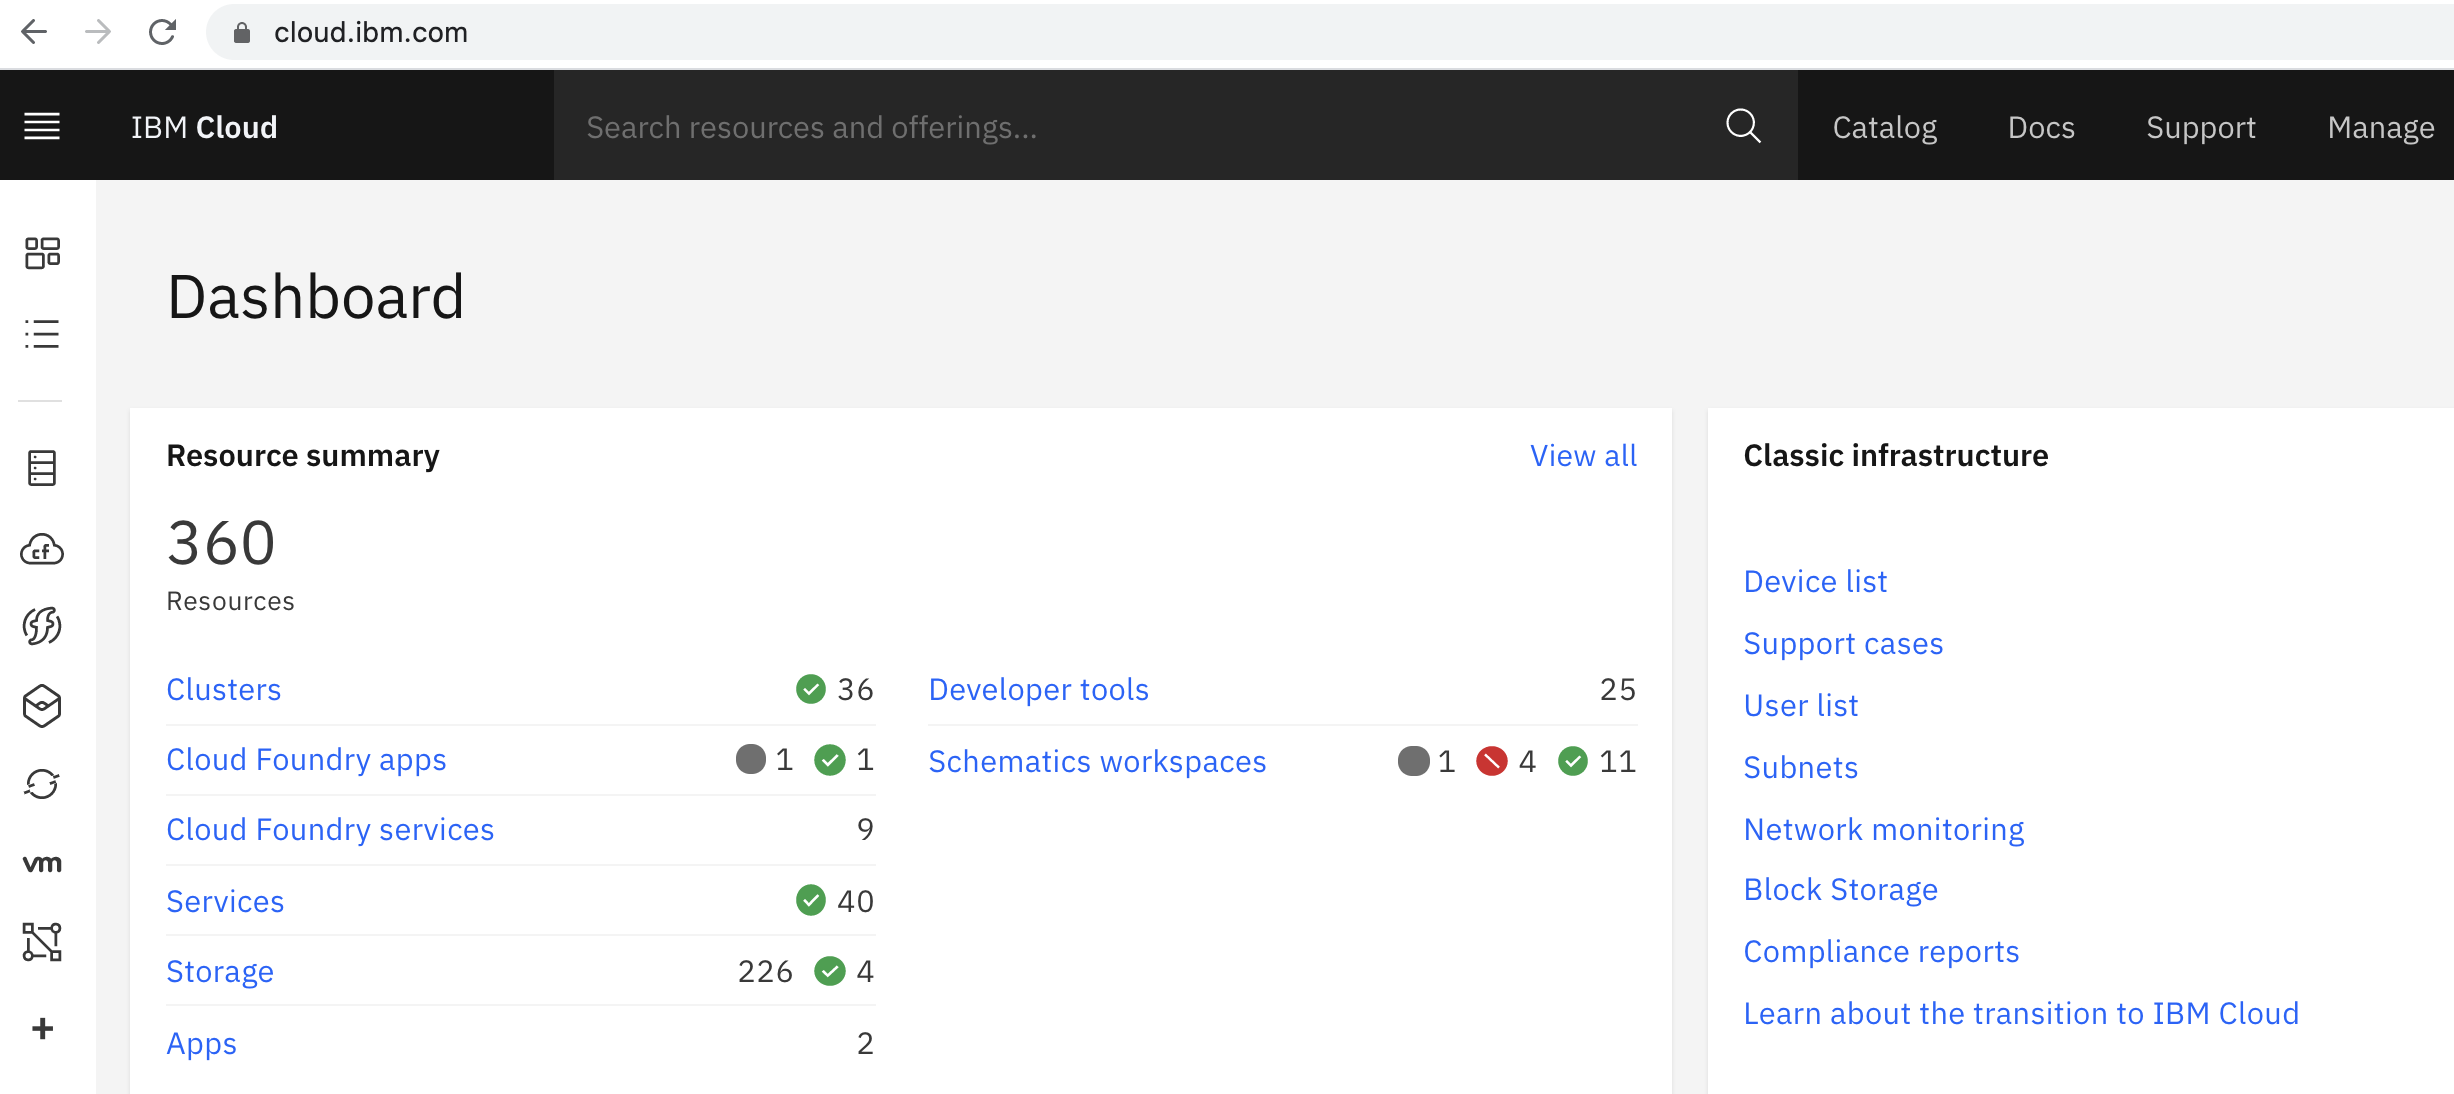 cloud.ibm.com
IBM Cloud
Search resources and offerings...
Catalog
Docs
Support
Manage
Dashboard
Resource summary
View all
360
Resources
Clusters 36
Cloud Foundry apps 1 1
Cloud Foundry services 9
Services 40
Storage 226 4
Apps 2
Developer tools 25
Schematics workspaces 1 4 11
Classic infrastructure
Device list
Support cases
User list
Subnets
Network monitoring
Block Storage
Compliance reports
Learn about the transition to IBM Cloud
cf
vm